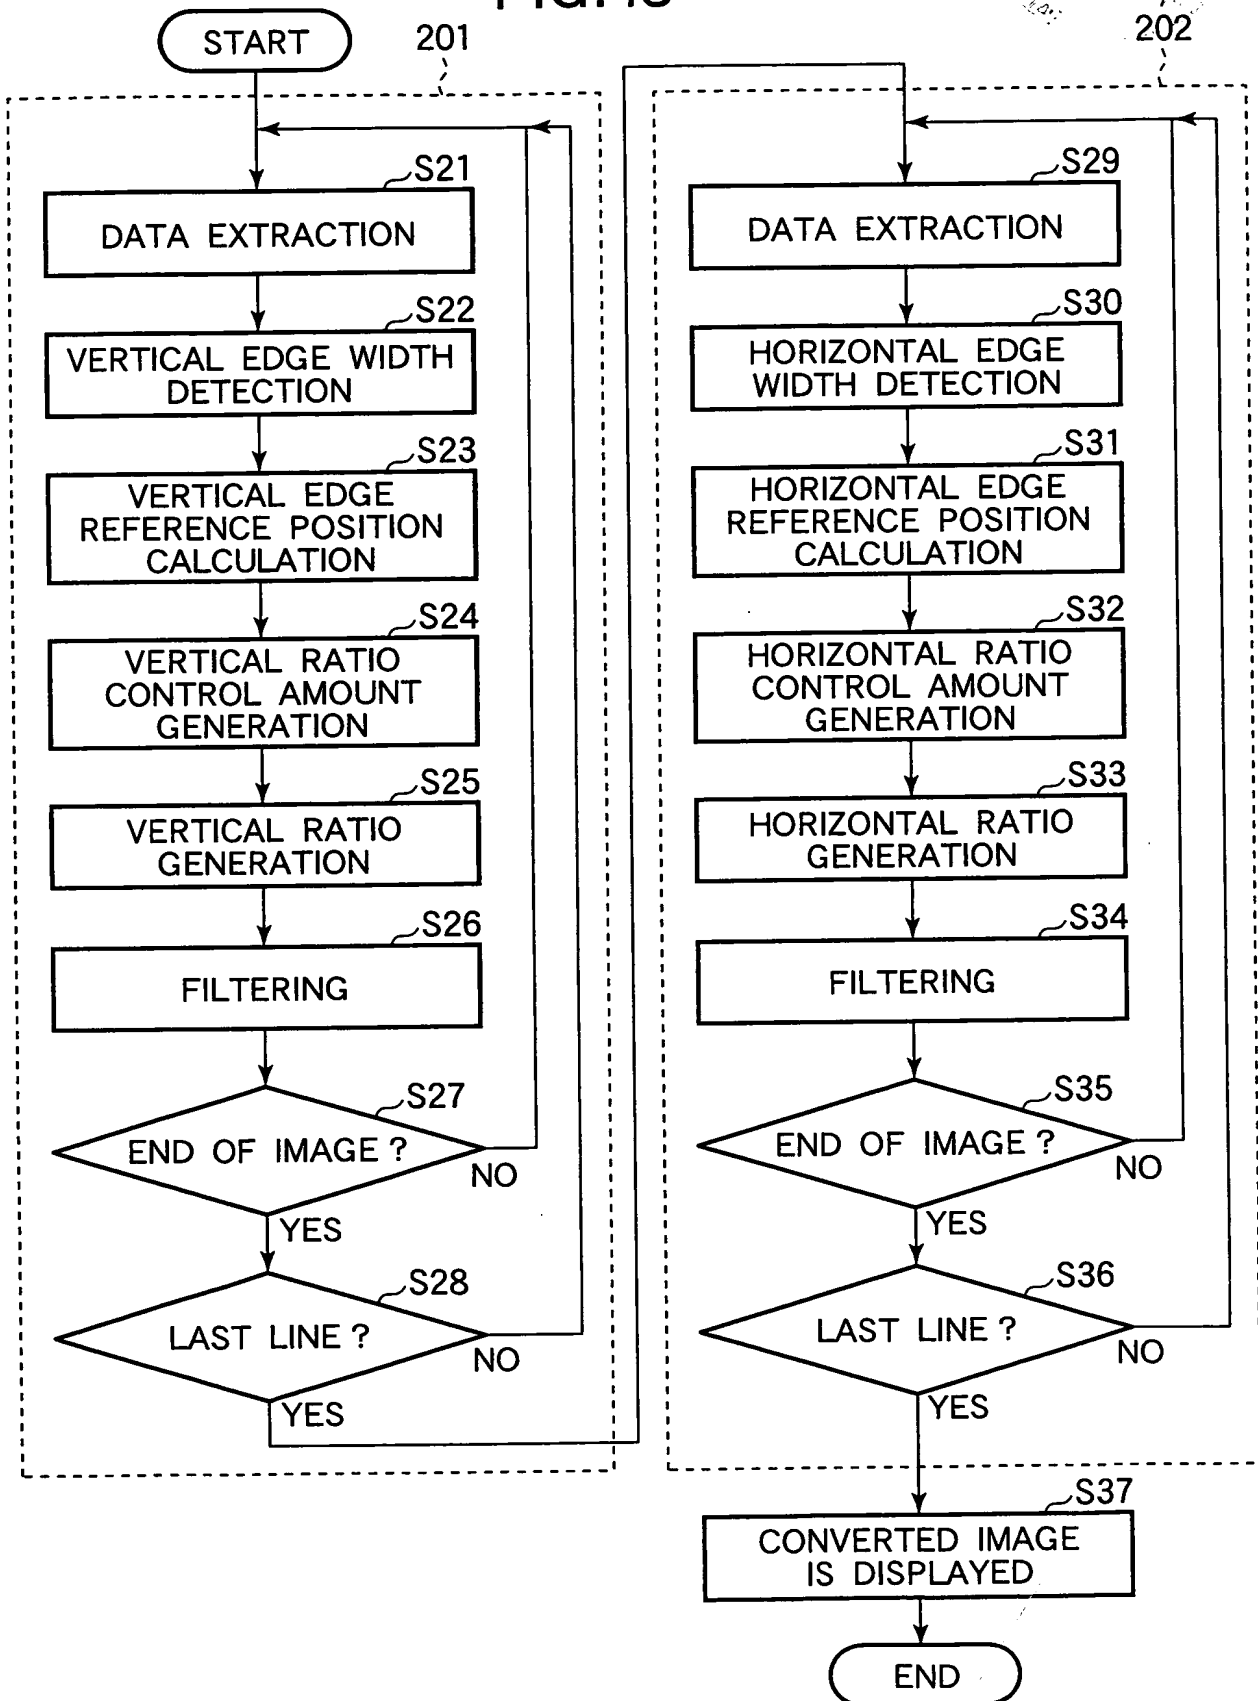 START
201
S21
DATA EXTRACTION
S22
VERTICAL EDGE WIDTH
DETECTION
S23
VERTICAL EDGE
REFERENCE POSITION
CALCULATION
S24
VERTICAL RATIO
CONTROL AMOUNT
GENERATION
S25
VERTICAL RATIO
GENERATION
S26
FILTERING
S27
END OF IMAGE ?
NO
YES
S28
LAST LINE ?
NO
YES
202
S29
DATA EXTRACTION
S30
HORIZONTAL EDGE
WIDTH DETECTION
S31
HORIZONTAL EDGE
REFERENCE POSITION
CALCULATION
S32
HORIZONTAL RATIO
CONTROL AMOUNT
GENERATION
S33
HORIZONTAL RATIO
GENERATION
S34
FILTERING
S35
END OF IMAGE ?
NO
YES
S36
LAST LINE ?
NO
YES
S37
CONVERTED IMAGE
IS DISPLAYED
END